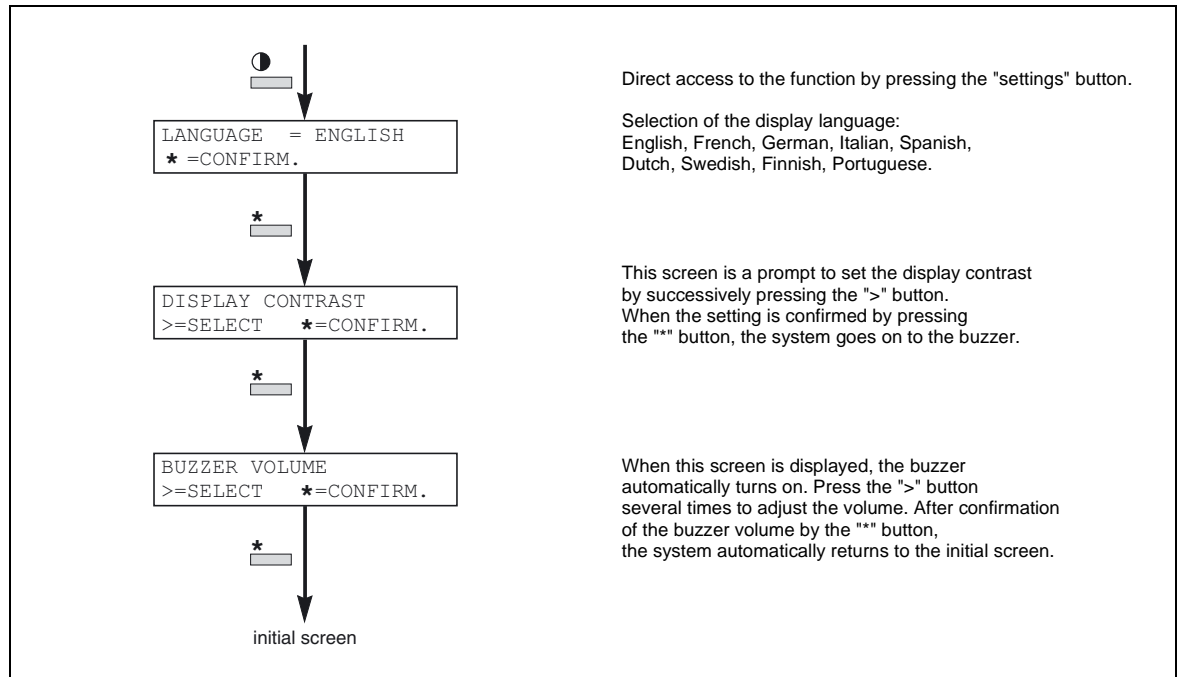 Direct access to the function by pressing the "settings" button.
LANGUAGE = ENGLISH
* =CONFIRM.
Selection of the display language:
English, French, German, Italian, Spanish,
Dutch, Swedish, Finnish, Portuguese.
*
DISPLAY CONTRAST
>=SELECT *=CONFIRM.
This screen is a prompt to set the display contrast
by successively pressing the ">" button.
When the setting is confirmed by pressing
the "*" button, the system goes on to the buzzer.
*
BUZZER VOLUME
>=SELECT *=CONFIRM.
When this screen is displayed, the buzzer
automatically turns on. Press the ">" button
several times to adjust the volume. After confirmation
of the buzzer volume by the "*" button,
the system automatically returns to the initial screen.
*
initial screen